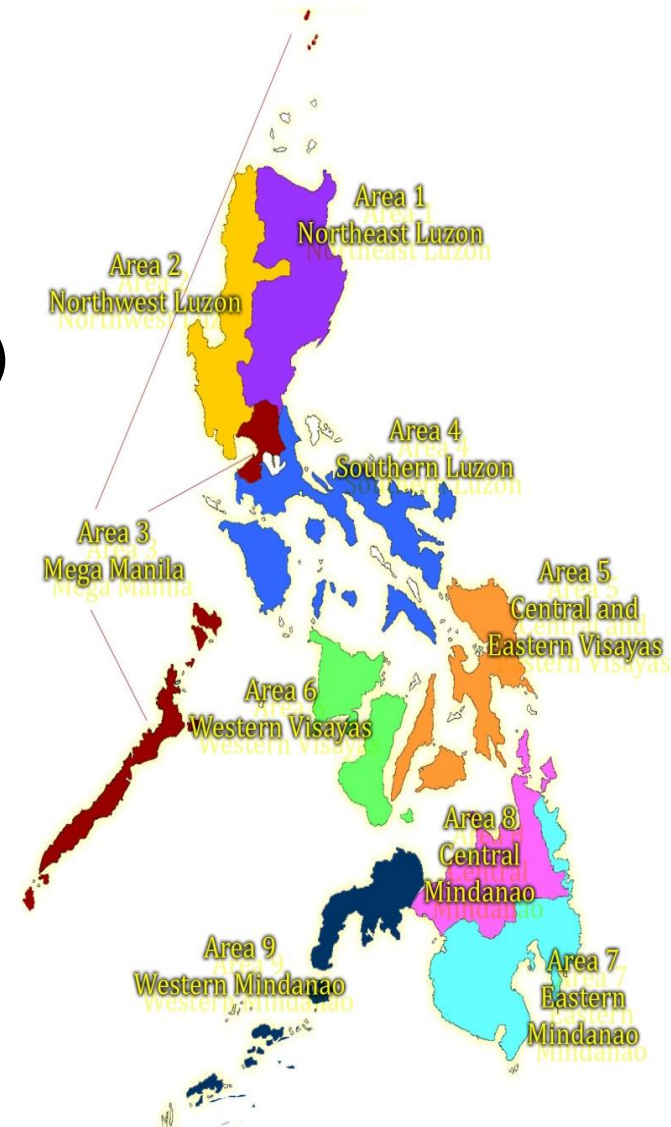 Area 1
Northeast Luzon
Area 2
Northwest Luzon
Area 4
Southern Luzon
Area 3
Mega Manila
Area 5
Central and
Eastern Visayas
Area 6
Western Visayas
Area 8
Central
Mindanao
Area 9
Western Mindanao
Area 7
Eastern
Mindanao